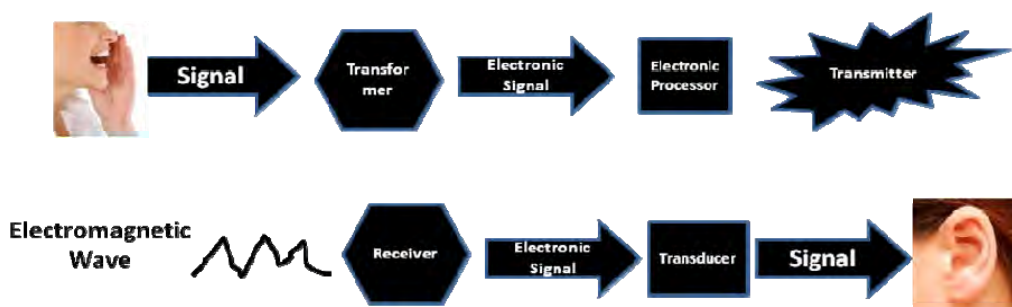 Signal
Transfor
mer
Electronic
Signal
Electronic
Processor
Transmitter
Electromagnetic
Wave
Receiver
Electronic
Signal
Transducer
Signal